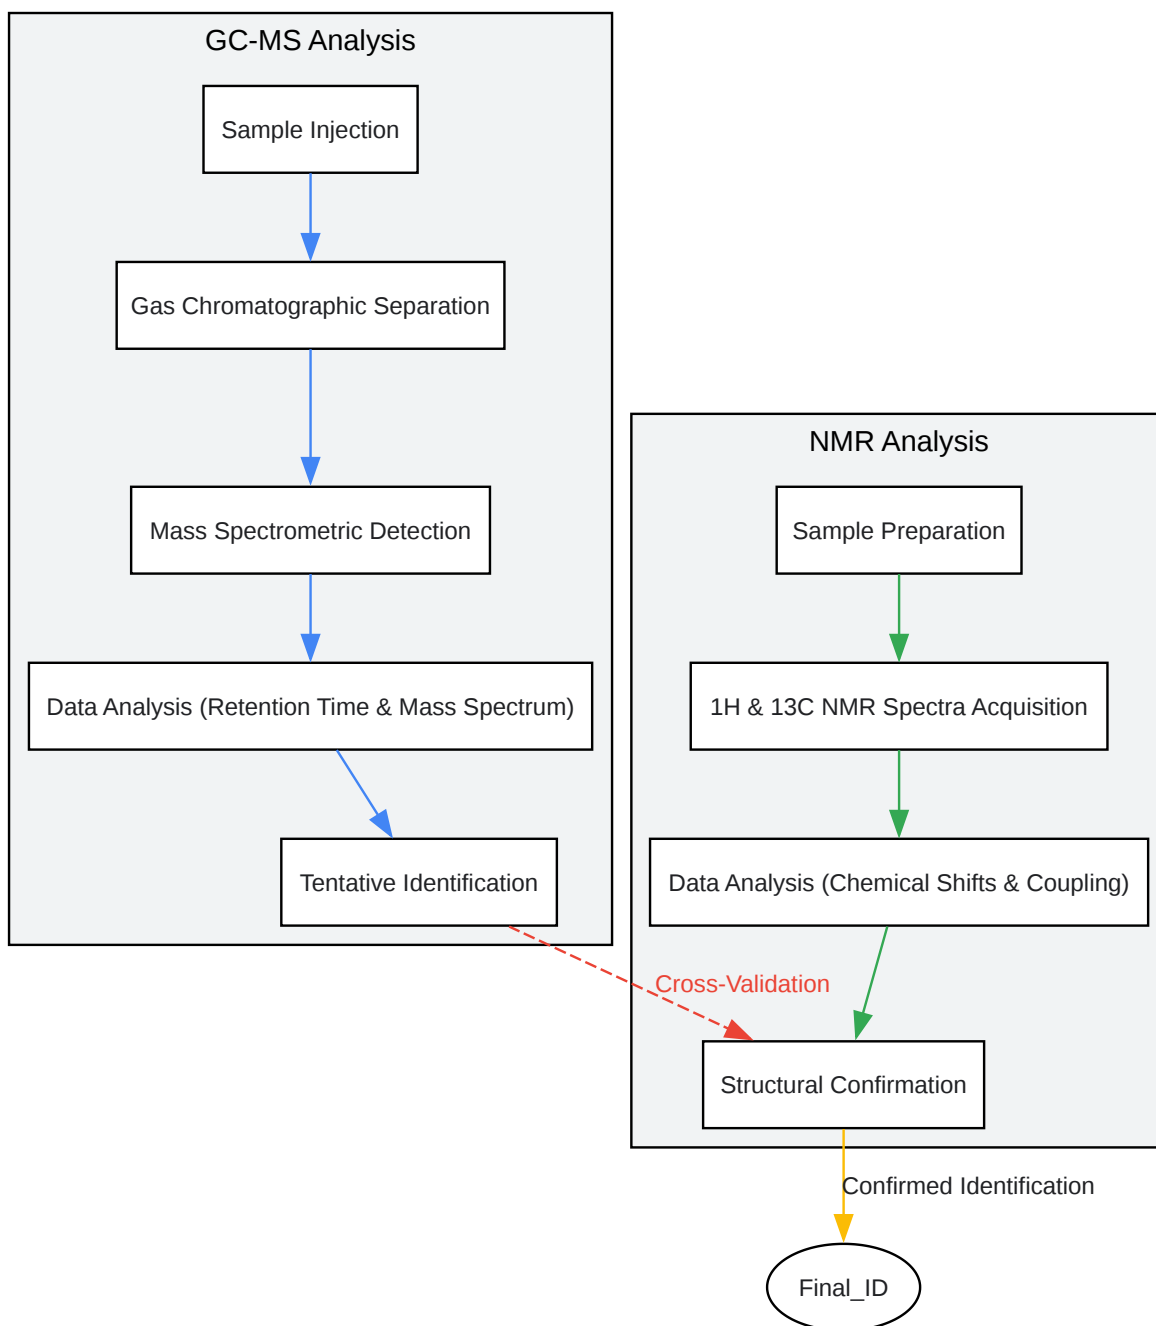 GC-MS Analysis
Sample Injection
Gas Chromatographic Separation
Mass Spectrometric Detection
Data Analysis (Retention Time & Mass Spectrum)
Tentative Identification
NMR Analysis
Sample Preparation
1H & 13C NMR Spectra Acquisition
Data Analysis (Chemical Shifts & Coupling)
Cross-Validation
Structural Confirmation
Confirmed Identification
Final_ID